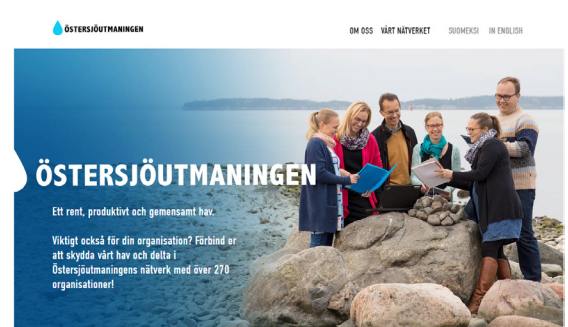 ÖSTERSJÖUTMANINGEN
OM OSS VÅRT NÄTVERKET SUOMEKSI IN ENGLISH
ÖSTERSJÖUTMANINGEN
Ett rent, produktivt och gemensamt hav.
Viktigt också för din organisation? Förbind er
att skydda vårt hav och delta i
Östersjöutmaningens nätverk med över 270
organisationer!